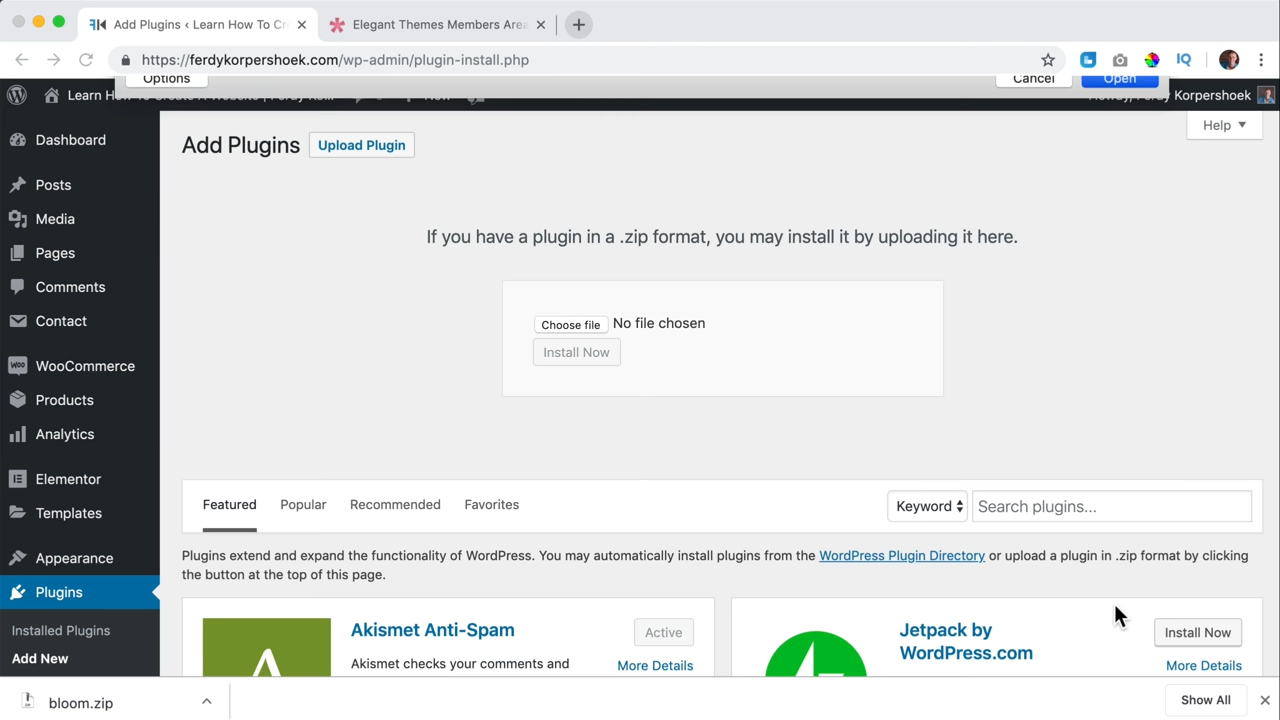 Add Plugins ‹ Learn How To Cr
Elegant Themes Members Area
https://ferdykorpershoek.com/wp-admin/plugin-install.php
IQ
Options
Cancel
Open
Learn How To Create A Website
Korpershoek
Help
Dashboard
Posts
Media
Pages
Comments
Contact
WooCommerce
Products
Analytics
Elementor
Templates
Appearance
Plugins
Installed Plugins
Add New
Add Plugins
Upload Plugin
If you have a plugin in a .zip format, you may install it by uploading it here.
Choose file No file chosen
Install Now
Featured Popular Recommended Favorites
Keyword
Search plugins...
Plugins extend and expand the functionality of WordPress. You may automatically install plugins from the WordPress Plugin Directory or upload a plugin in .zip format by clicking
the button at the top of this page.
Akismet Anti-Spam
Active
Akismet checks your comments and
More Details
Jetpack by
WordPress.com
Install Now
More Details
bloom.zip
Show All